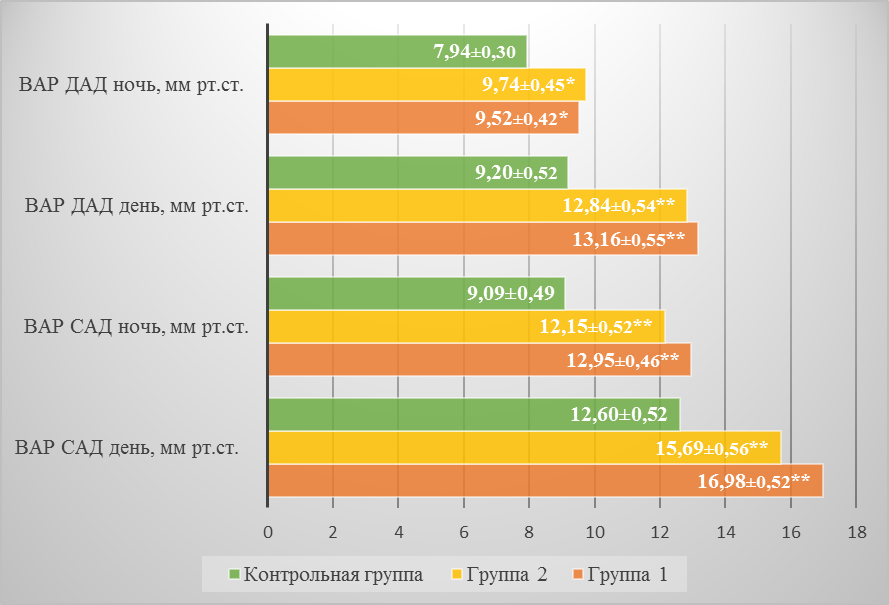 7,94±0,30
ВАР ДАД ночь, мм рт.ст.
9,74±0,45*
9,52±0,42*
9,20±0,52
ВАР ДАД день, мм рт.ст.
12,84±0,54**
13,16±0,55**
9,09±0,49
ВАР САД ночь, мм рт.ст.
12,15±0,52**
12,95±0,46**
12,60±0,52
ВАР САД день, мм рт.ст.
15,69±0,56**
16,98±0,52**
0 2 4 6 8 10 12 14 16 18
Контрольная группа Группа 2 Группа 1